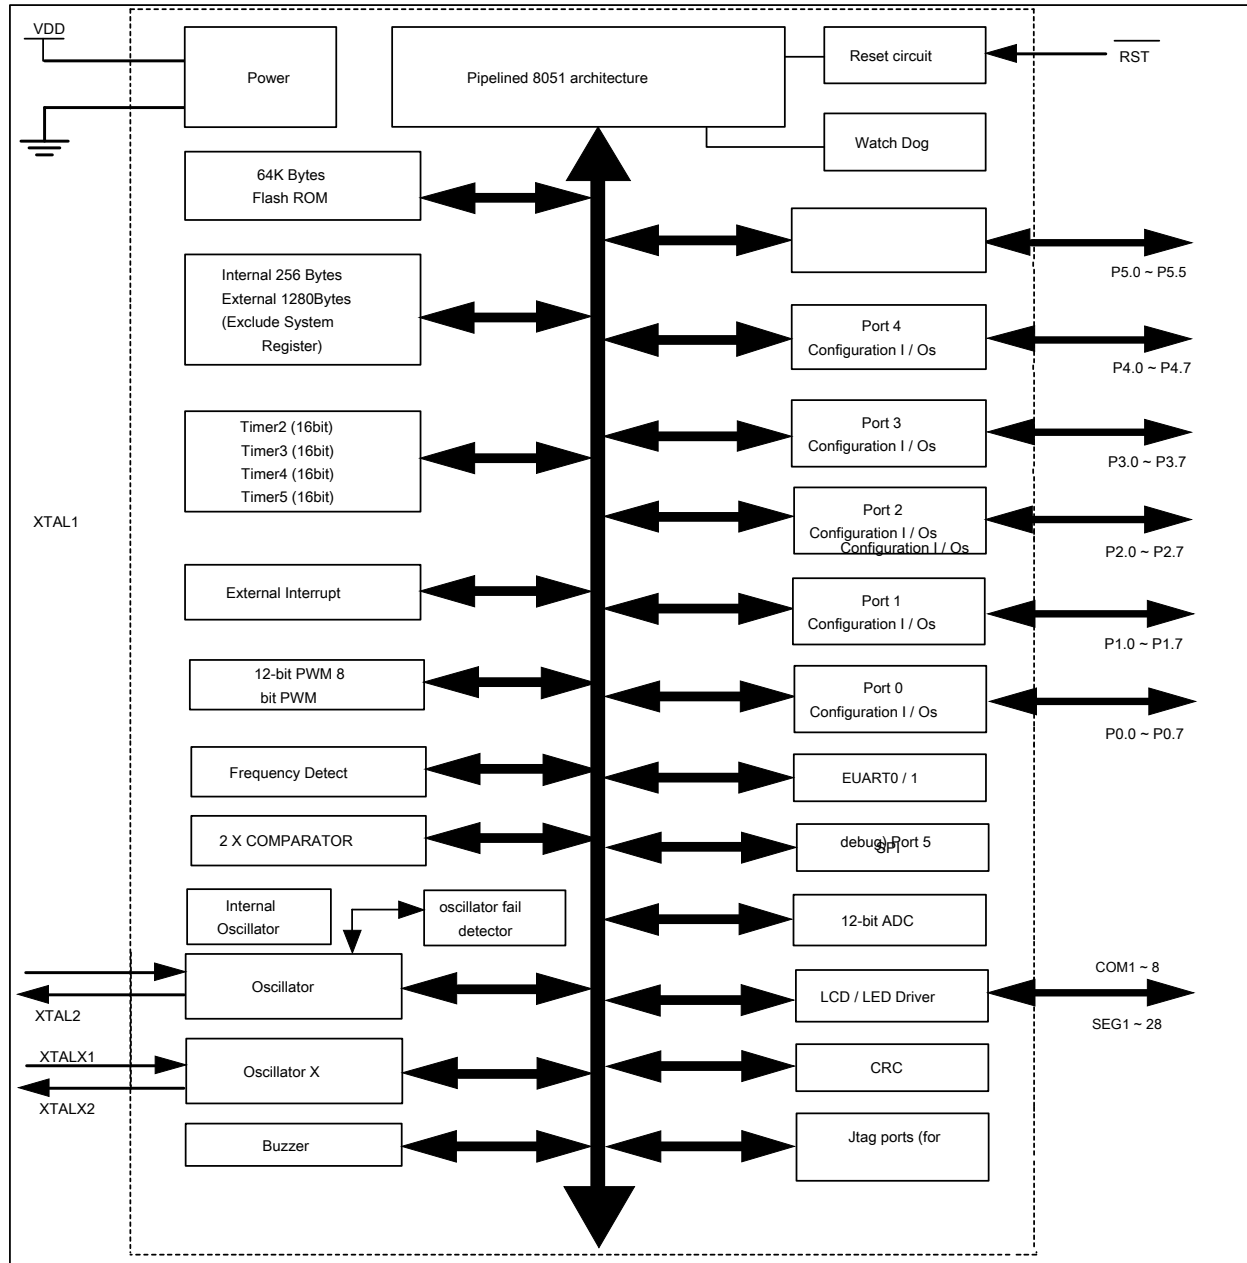 VDD
Power
Pipelined 8051 architecture
Reset circuit
RST
Watch Dog
64K Bytes
Flash ROM
P5.0 ~ P5.5
Internal 256 Bytes
External 1280Bytes
(Exclude System
Register)
Port 4
Configuration I / Os
P4.0 ~ P4.7
Timer2 (16bit)
Timer3 (16bit)
Timer4 (16bit)
Timer5 (16bit)
Port 3
Configuration I / Os
P3.0 ~ P3.7
XTAL1
Port 2
Configuration I / Os
Configuration I / Os
P2.0 ~ P2.7
External Interrupt
Port 1
Configuration I / Os
P1.0 ~ P1.7
12-bit PWM 8
bit PWM
Port 0
Configuration I / Os
P0.0 ~ P0.7
Frequency Detect
EUART0 / 1
2 X COMPARATOR
debug) Port 5
SPI
Internal
Oscillator
oscillator fail
detector
12-bit ADC
Oscillator
XTAL2
LCD / LED Driver
COM1 ~ 8
SEG1 ~ 28
XTALX1
Oscillator X
XTALX2
CRC
Buzzer
Jtag ports (for